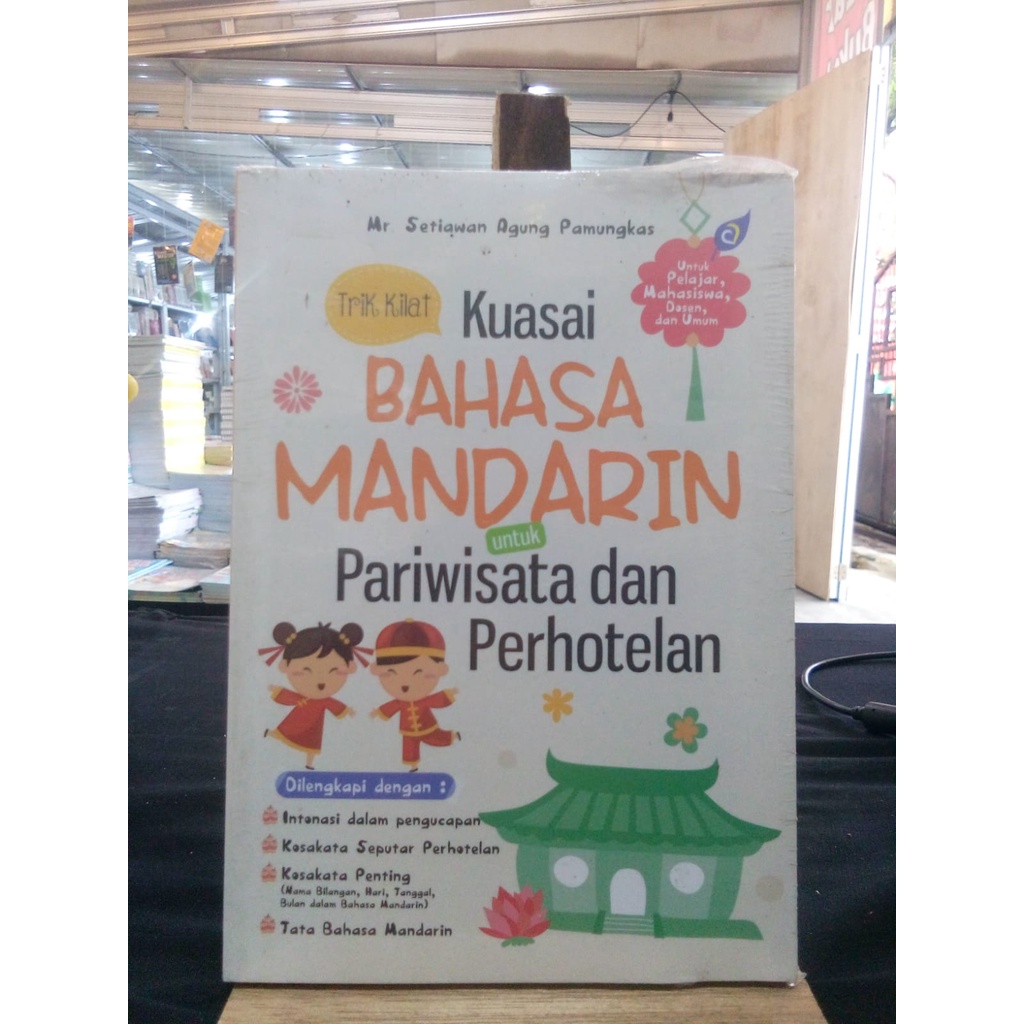 Mr. Setiawan Agung Pamungkas
Untuk
Pelajar,
Mahasiswa,
Dosen,
dan Umum
Trik Kilat
Kuasai
BAHASA
MANDARIN
untuk
Pariwisata dan
Perhotelan
Dilengkapi dengan :
Intonasi dalam pengucapan
Kosakata Seputar Perhotelan
Kosakata Penting
(Nama Bilangan, Hari, Tanggal,
Bulan dalam Bahasa Mandarin)
Tata Bahasa Mandarin